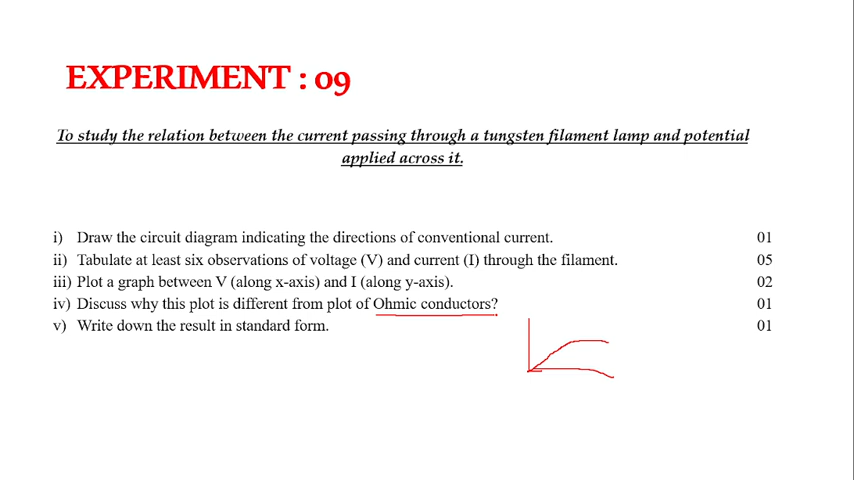 EXPERIMENT : 09
To study the relation between the current passing through a tungsten filament lamp and potential
applied across it.
i) Draw the circuit diagram indicating the directions of conventional current. 01
ii) Tabulate at least six observations of voltage (V) and current (I) through the filament. 05
iii) Plot a graph between V (along x-axis) and I (along y-axis). 02
iv) Discuss why this plot is different from plot of Ohmic conductors? 01
v) Write down the result in standard form. 01